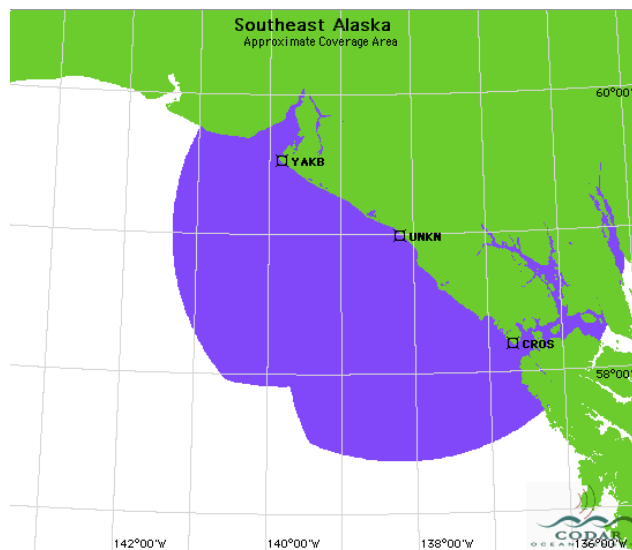 Southeast Alaska
Approximate Coverage Area
60°00'
YAKB
UNKN
CROS
58°00'
CODAR
142°00'W
140°00'W
138°00'W
136°00'W